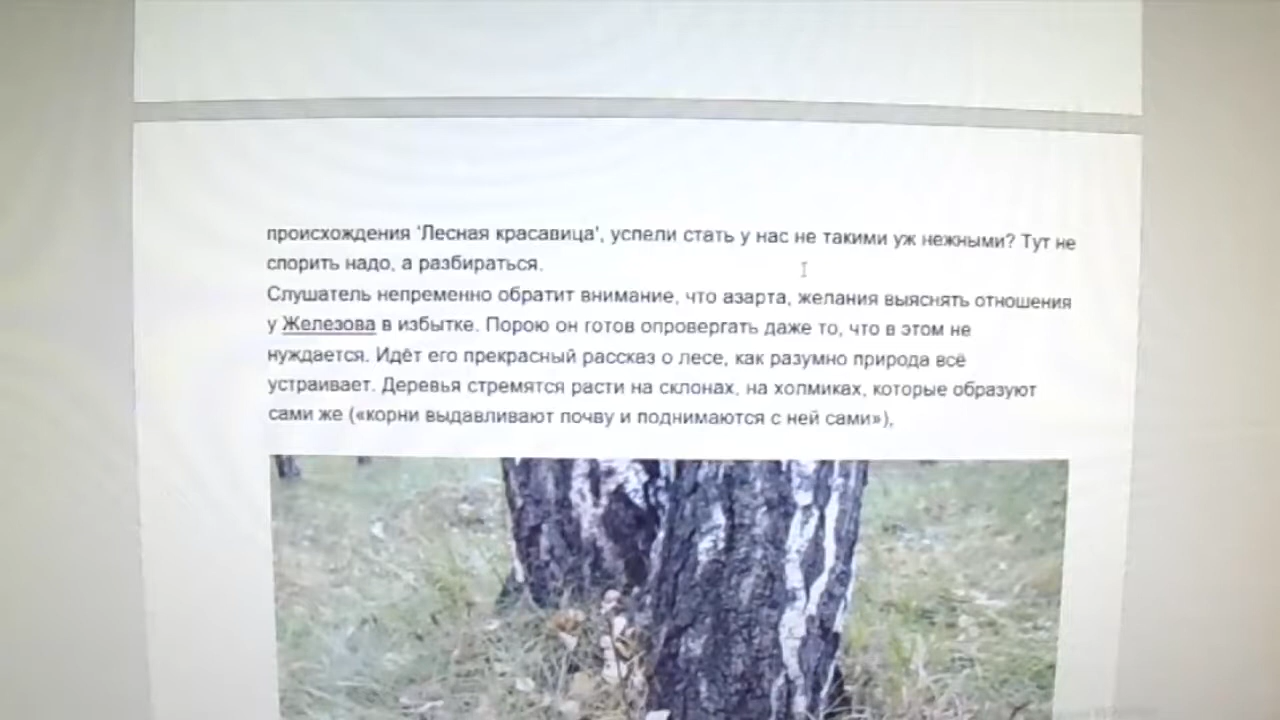 происхождения 'Лесная красавица', успели стать у нас не такими уж нежными? Тут не
спорить надо, а разбираться.
Слушатель непременно обратит внимание, что азарта, желания выяснять отношения
у Железова в избытке. Порою он готов опровергать даже то, что в этом не
нуждается. Идёт его прекрасный рассказ о лесе, как разумно природа всё
устраивает. Деревья стремятся расти на склонах, на холмиках, которые образуют
сами же («корни выдавливают почву и поднимаются с ней сами»),